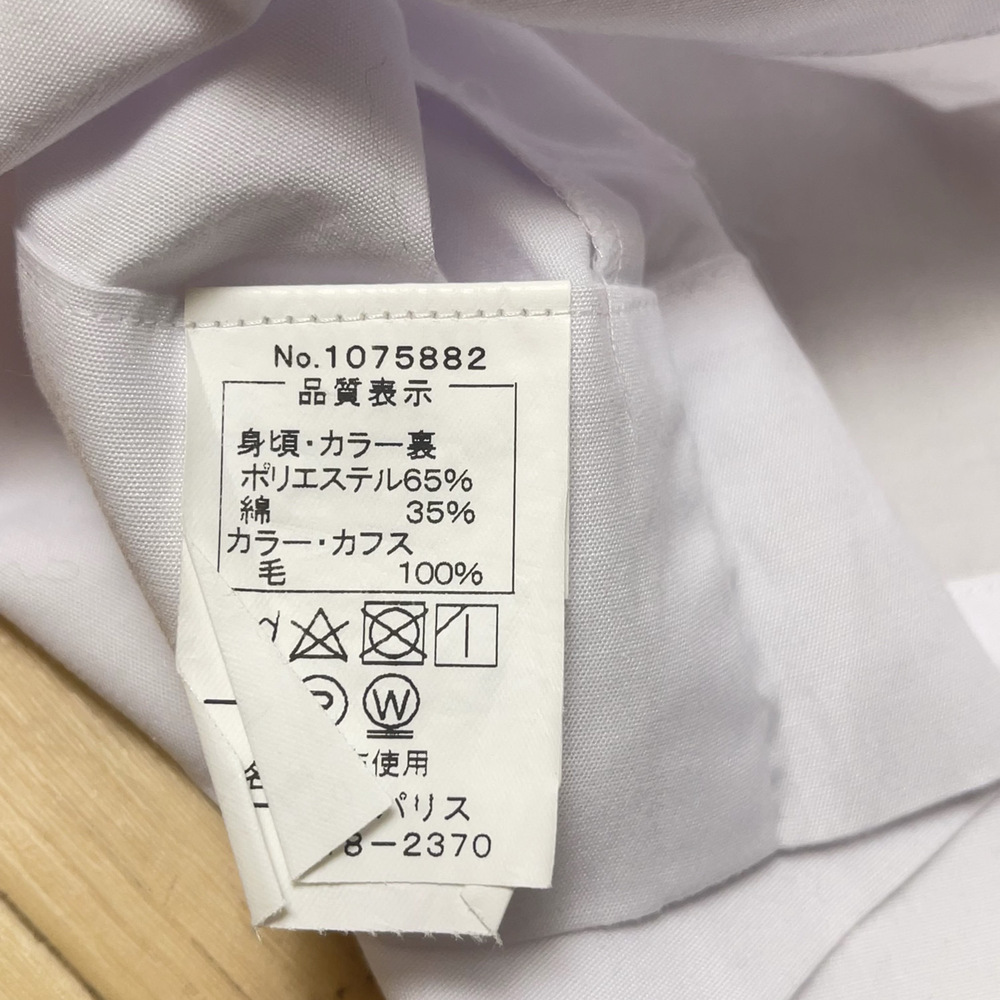 No.1075882
品質表示
身頃・カラー裏
ポリエステル65%
綿 35%
カラー・カフス
毛 100%
W
使用
パリス
8-2370